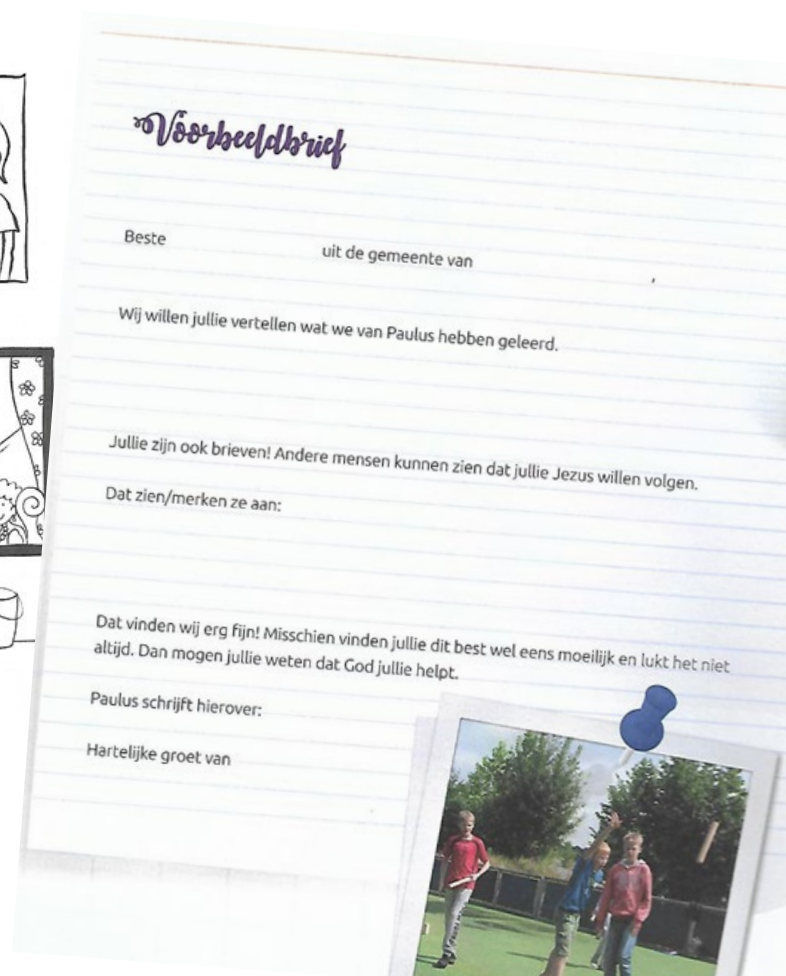 Voorbeeldbrief
Beste uit de gemeente van ,
Wij willen jullie vertellen wat we van Paulus hebben geleerd.
Jullie zijn ook brieven! Andere mensen kunnen zien dat jullie Jezus willen volgen.
Dat zien/merken ze aan:
Dat vinden wij erg fijn! Misschien vinden jullie dit best wel eens moeilijk en lukt het niet
altijd. Dan mogen jullie weten dat God jullie helpt.
Paulus schrijft hierover:
Hartelijke groet van